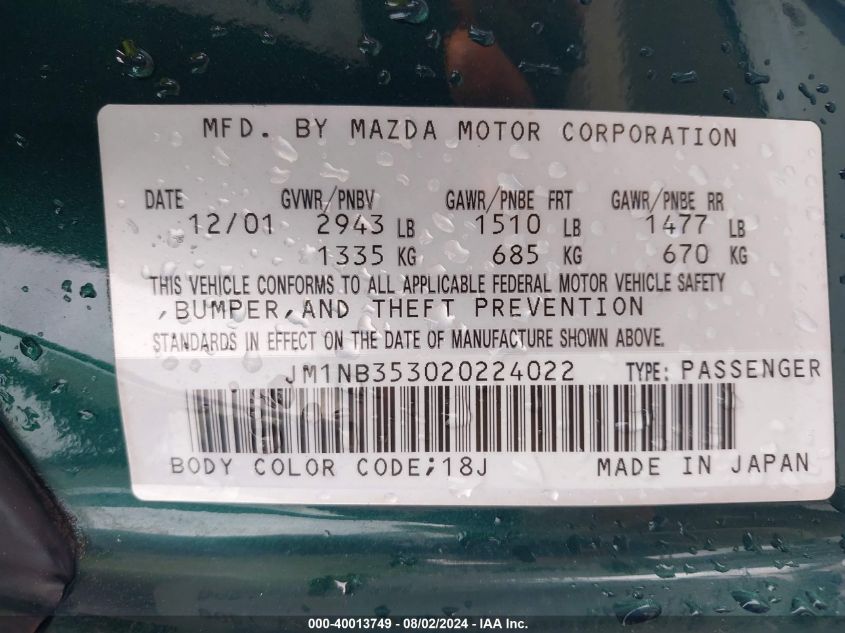 MFD. BY MAZDA MOTOR CORPORATION
DATE GVWR/PNBV GAWR/PNBE FRT GAWR/PNBE RR
12/01 2943 LB 1510 LB 1477 LB
1335 KG 685 KG 670 KG
THIS VEHICLE CONFORMS TO ALL APPLICABLE FEDERAL MOTOR VEHICLE SAFETY
,BUMPER,AND THEFT PREVENTION
STANDARDS IN EFFECT ON THE DATE OF MANUFACTURE SHOWN ABOVE.
JM1NB353020224022 TYPE: PASSENGER
BODY COLOR CODE;18J MADE IN JAPAN
000-40013749 - 08/02/2024 - IAA Inc.